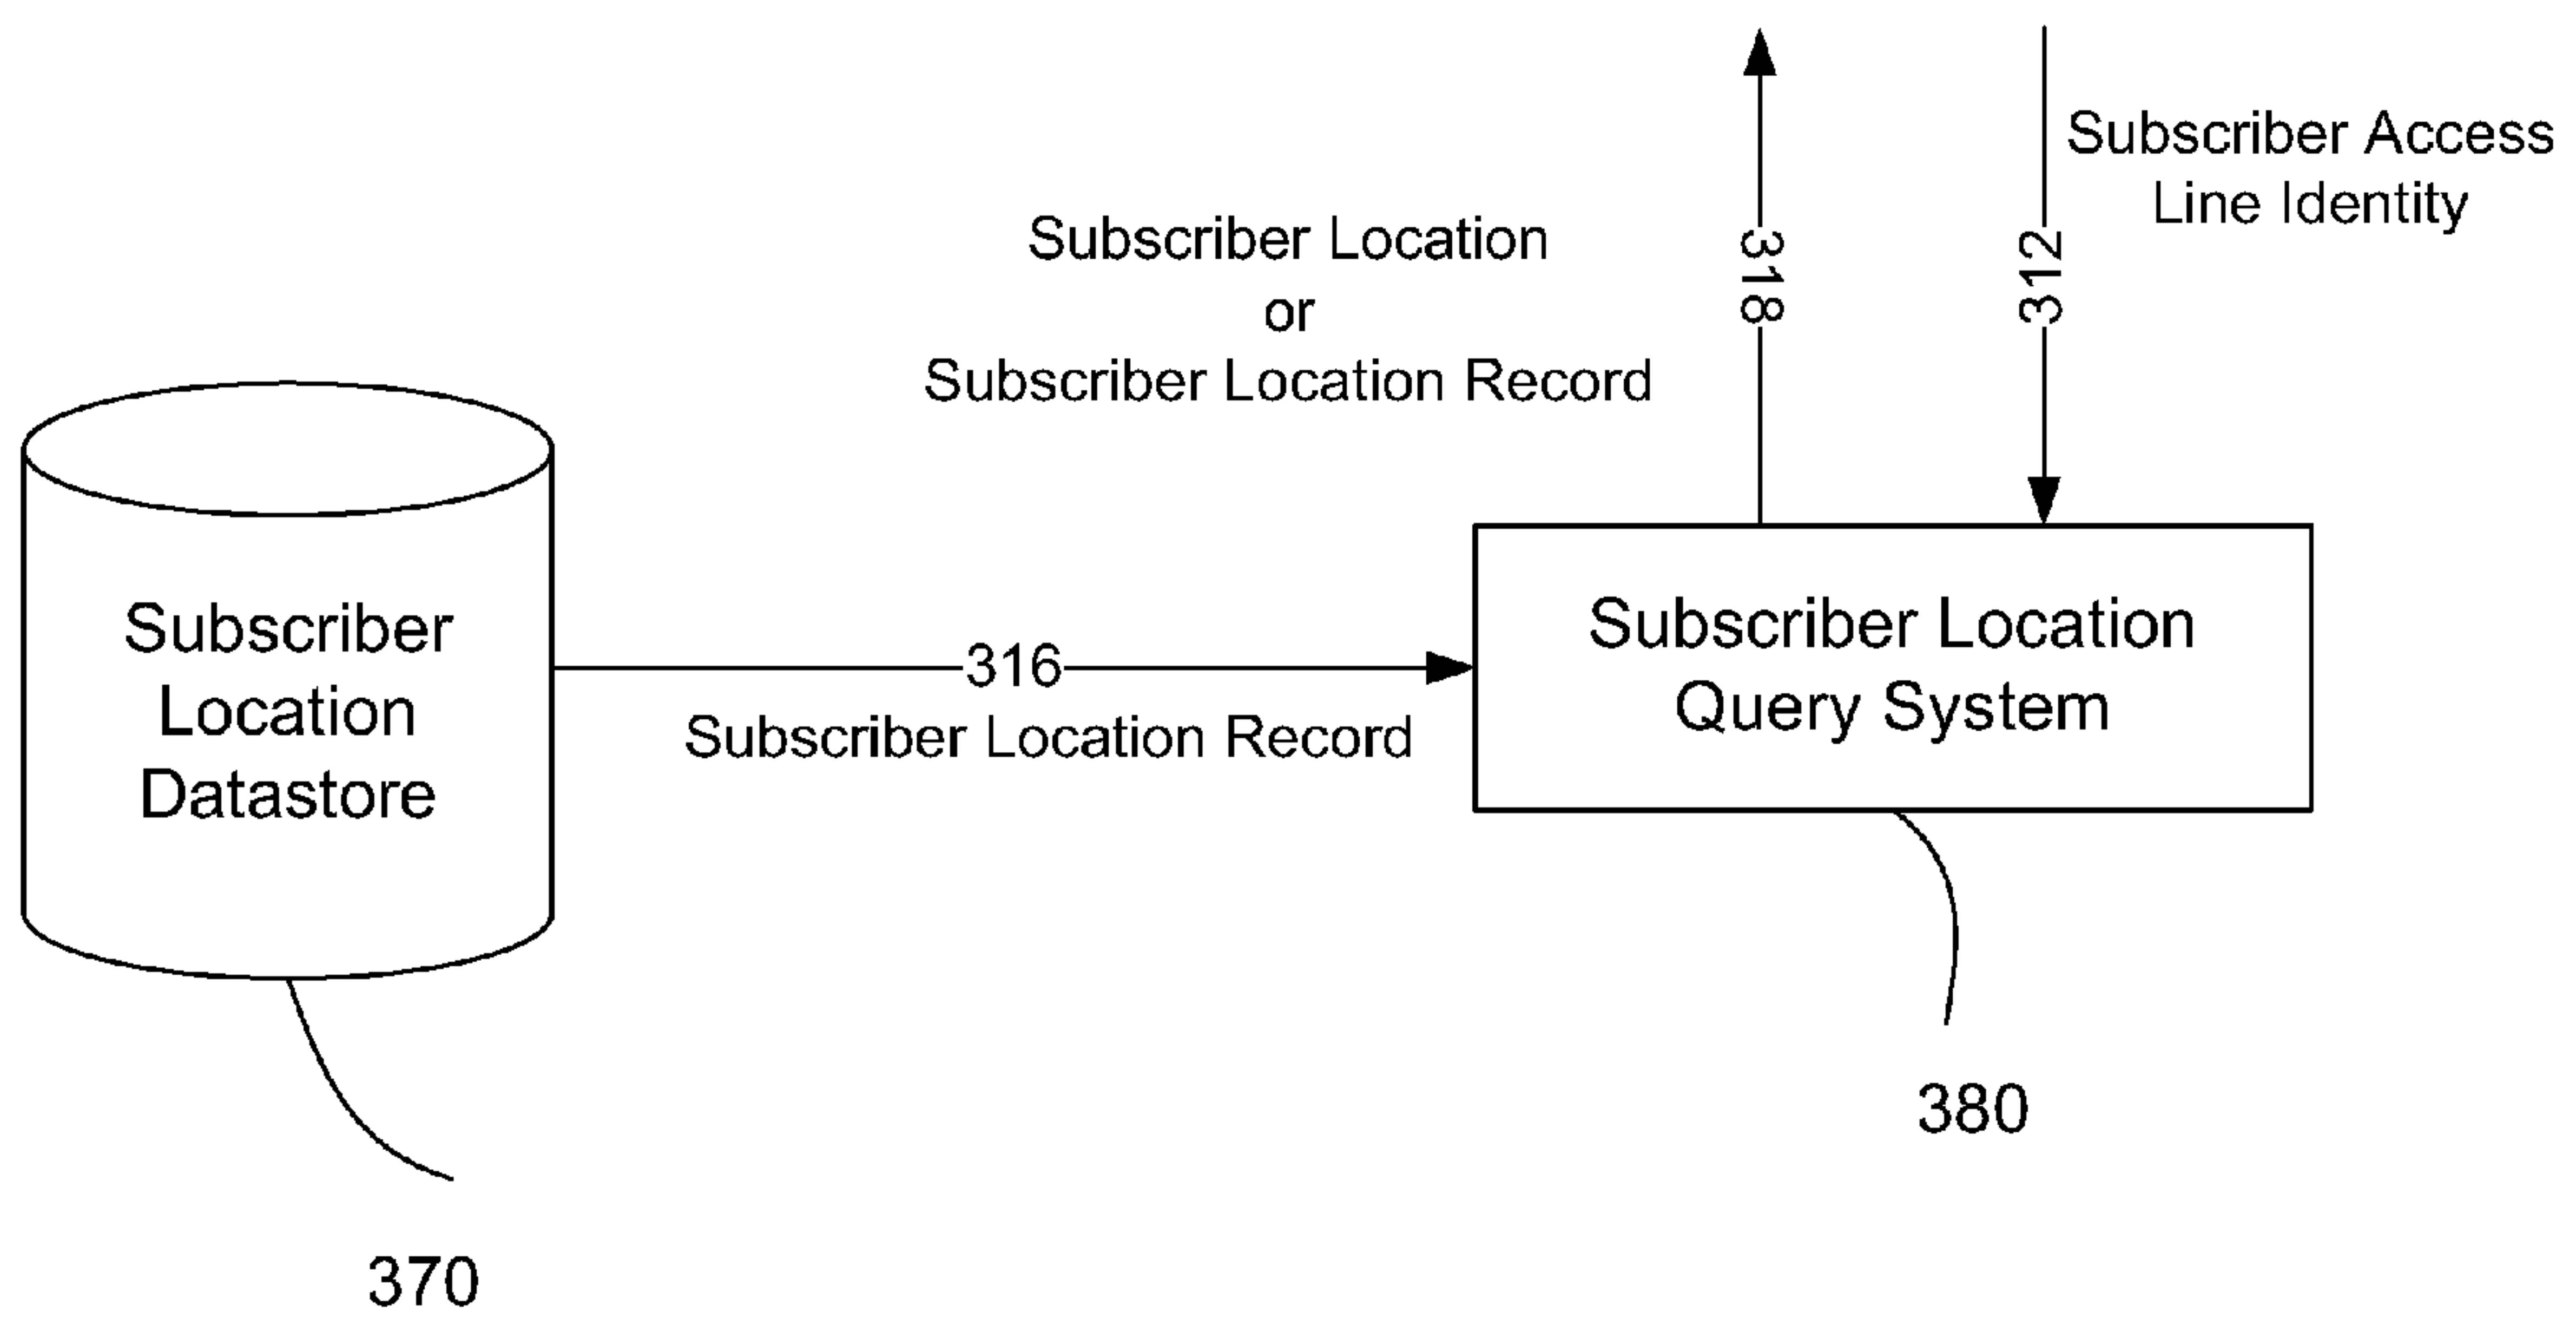 Subscriber Access
Line Identity
318
312
Subscriber Location
or
Subscriber Location Record
Subscriber
Location
Datastore
316
Subscriber Location Record
Subscriber Location
Query System
380
370